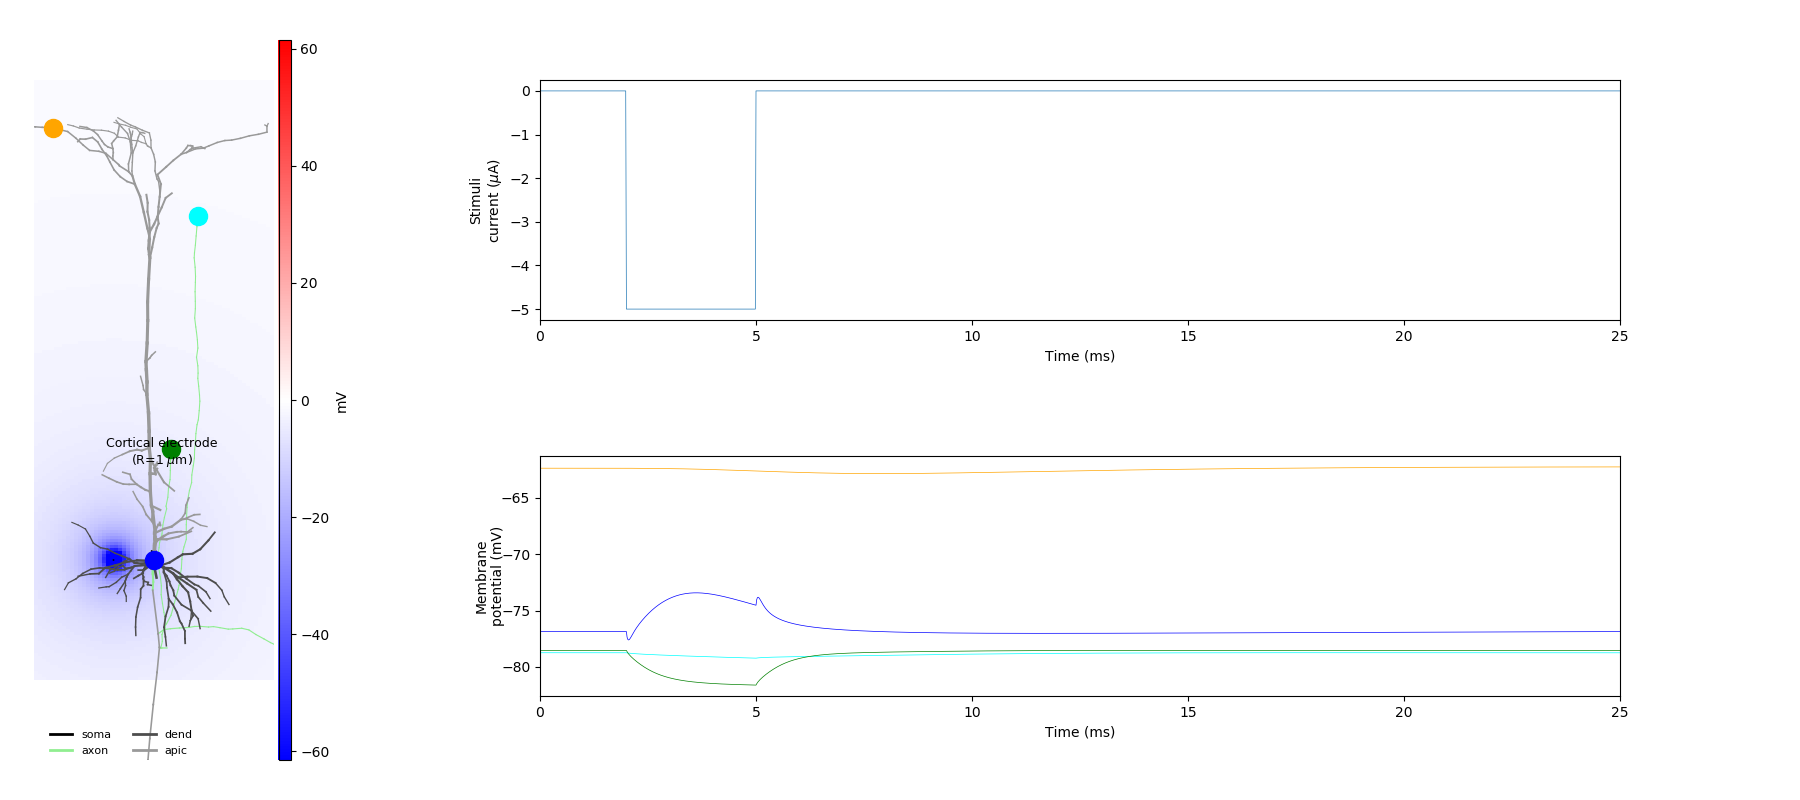 60
40
20
0
−20
−40
−60
mV
Cortical electrode
(R=1 μm)
soma
axon
dend
apic
Stimuli
current (μA)
0
−1
−2
−3
−4
−5
0 5 10 15 20 25
Time (ms)
Membrane
potential (mV)
−65
−70
−75
−80
0 5 10 15 20 25
Time (ms)